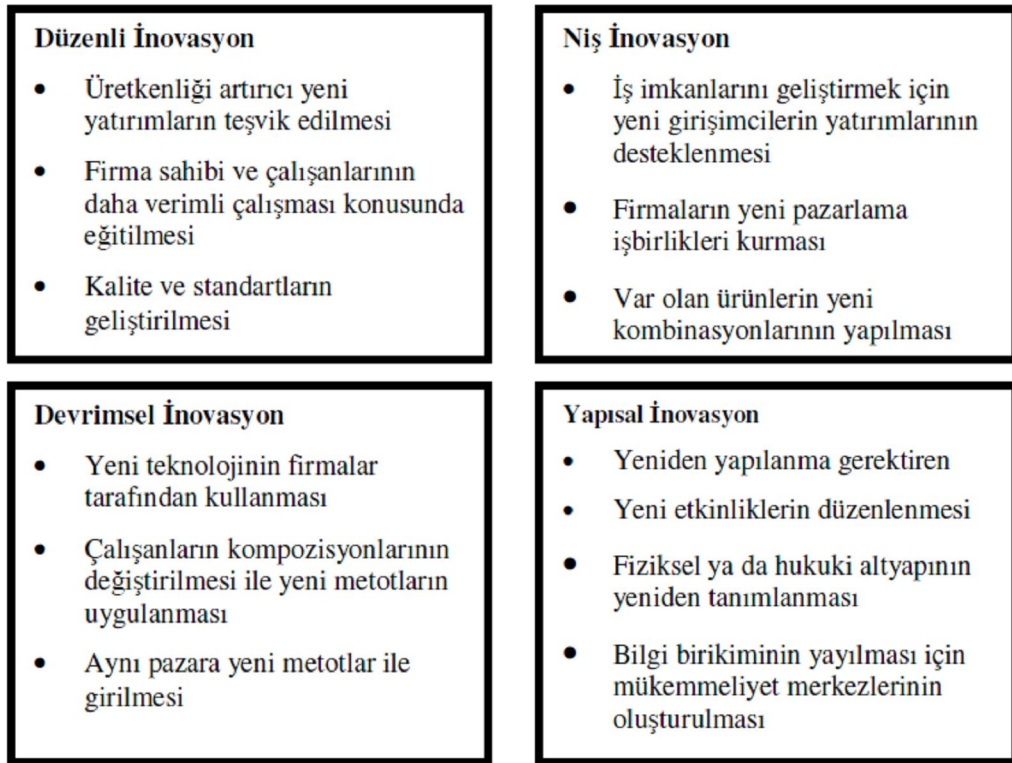 Düzenli İnovasyon
• Üretkenliği artırıcı yeni
yatırımların teşvik edilmesi
• Firma sahibi ve çalışanlarının
daha verimli çalışması konusunda
eğitilmesi
• Kalite ve standartların
geliştirilmesi
Niş İnovasyon
• İş imkanlarını geliştirmek için
yeni girişimcilerin yatırımlarının
desteklenmesi
• Firmaların yeni pazarlama
işbirlikleri kurması
• Var olan ürünlerin yeni
kombinasyonlarının yapılması
Devrimsel İnovasyon
• Yeni teknolojinin firmalar
tarafından kullanması
• Çalışanların kompozisyonlarının
değiştirilmesi ile yeni metotların
uygulanması
• Aynı pazara yeni metotlar ile
girilmesi
Yapısal İnovasyon
• Yeniden yapılanma gerektiren
• Yeni etkinliklerin düzenlenmesi
• Fiziksel ya da hukuki altyapının
yeniden tanımlanması
• Bilgi birikiminin yayılması için
mükemmeliyet merkezlerinin
oluşturulması